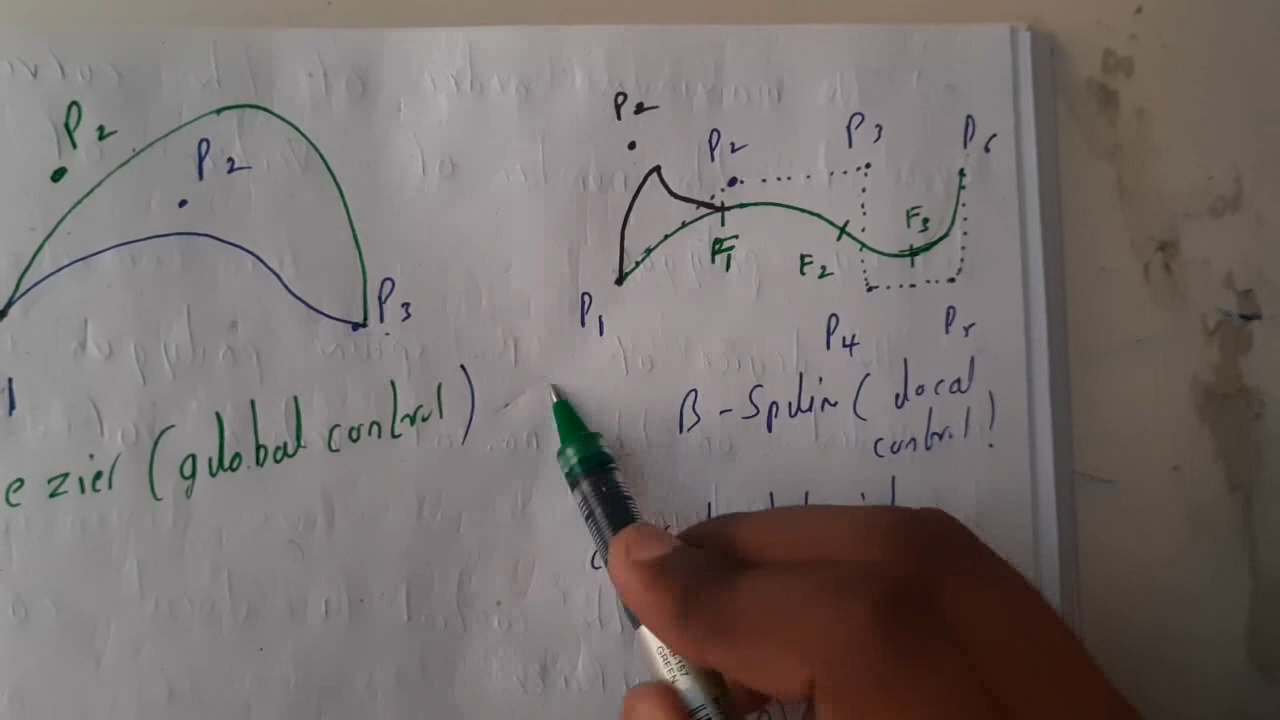 P2
P2
P3
ezier (global control)
P2
P2
P3
P6
F1
F2
F3
P1
P4
P5
B-Splin (local
control)
GREEN